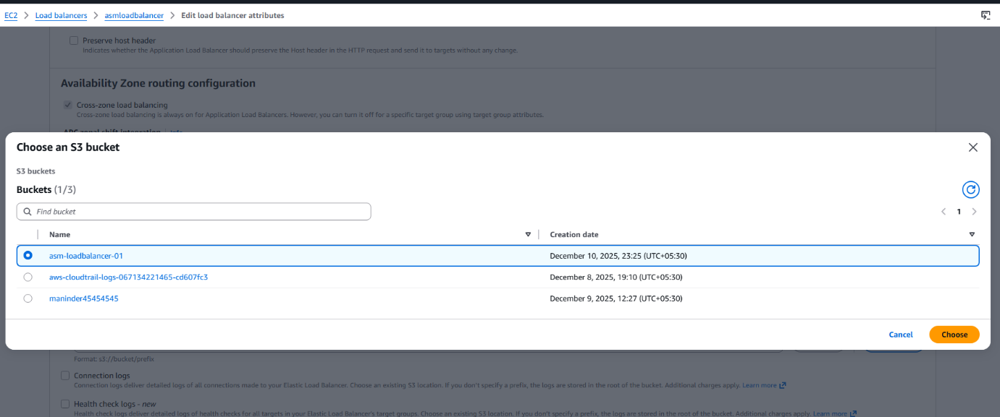 EC2 > Load balancers > asmloadbalancer > Edit load balancer attributes
Preserve host header
Indicates whether the Application Load Balancer should preserve the Host header in the HTTP request and send it to targets without any change.
Availability Zone routing configuration
Cross-zone load balancing
Cross-zone load balancing is always on for Application Load Balancers. However, you can turn it off for a specific target group using target group attributes.
ARC zonal shift integration | Info
Choose an S3 bucket
S3 buckets
Buckets (1/3)
Find bucket
1
Name Creation date
asm-loadbalancer-01 December 10, 2025, 23:25 (UTC+05:30)
aws-cloudtrail-logs-067134221465-cd607fc3 December 8, 2025, 19:10 (UTC+05:30)
maninder45454545 December 9, 2025, 12:27 (UTC+05:30)
Cancel Choose
Format: s3://bucket/prefix
Connection logs
Connection logs deliver detailed logs of all connections made to your Elastic Load Balancer. Choose an existing S3 location. If you don't specify a prefix, the logs are stored in the root of the bucket. Additional charges apply. Learn more
Health check logs - new
Health check logs deliver detailed logs of health checks for all targets in your Elastic Load Balancer's target groups. Choose an existing S3 location. If you don't specify a prefix, the logs are stored in the root of the bucket. Additional charges apply. Learn more